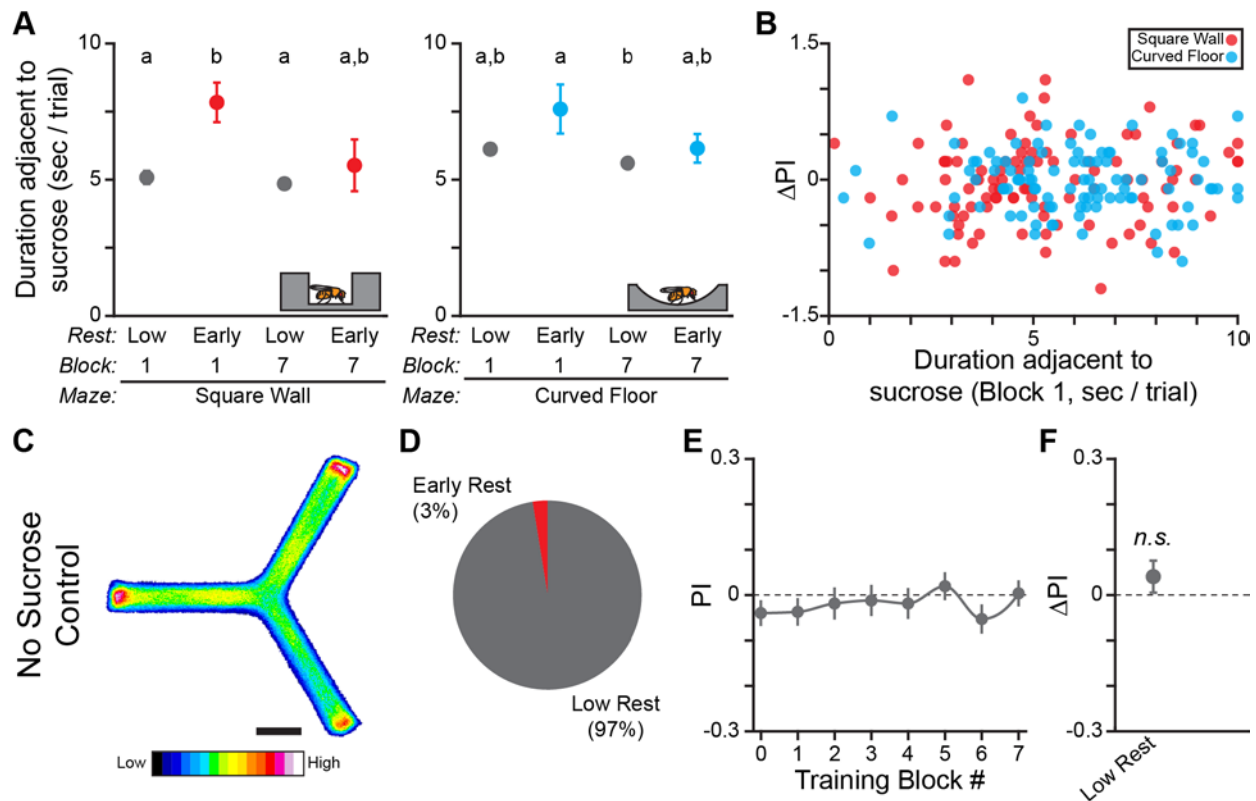 A
Duration adjacent to
sucrose (sec / trial)
10
5
0
a b a a,b
Rest: Low Early Low Early
Block: 1 1 7 7
Maze: Square Wall
10
5
0
a,b a b a,b
Low Early Low Early
1 1 7 7
Curved Floor
B
Square Wall
Curved Floor
1.5
ΔPI
0
-1.5
0 5 10
Duration adjacent to
sucrose (Block 1, sec / trial)
C
No Sucrose
Control
Low High
D
Early Rest
(3%)
Low Rest
(97%)
E
0.3
PI
0
-0.3
0 1 2 3 4 5 6 7
Training Block #
F
0.3
n.s.
ΔPI
0
-0.3
Low Rest